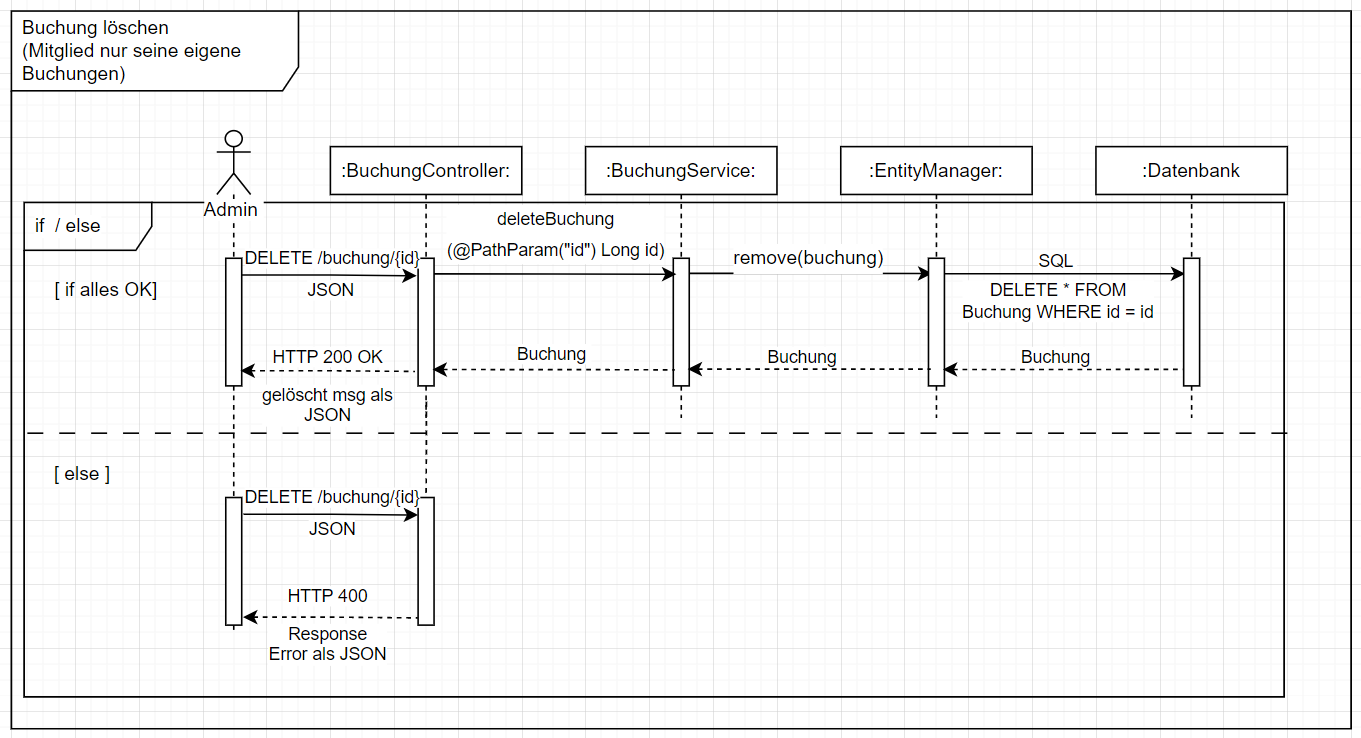 Buchung löschen
(Mitglied nur seine eigene
Buchungen)
:BuchungController:
:BuchungService:
:EntityManager:
:Datenbank
Admin
if / else
deleteBuchung
(@PathParam("id") Long id)
DELETE /buchung/{id}
remove(buchung)
SQL
[ if alles OK]
JSON
DELETE * FROM
Buchung WHERE id = id
HTTP 200 OK
Buchung
Buchung
Buchung
gelöscht msg als
JSON
[ else ]
DELETE /buchung/{id}
JSON
HTTP 400
Response
Error als JSON